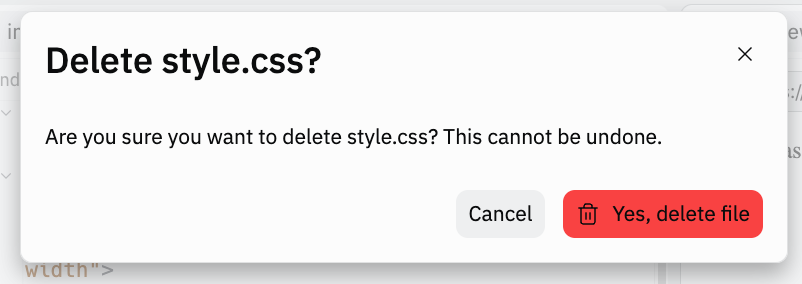 in
Delete style.css?
Are you sure you want to delete style.css? This cannot be undone.
Cancel
Yes, delete file
width">